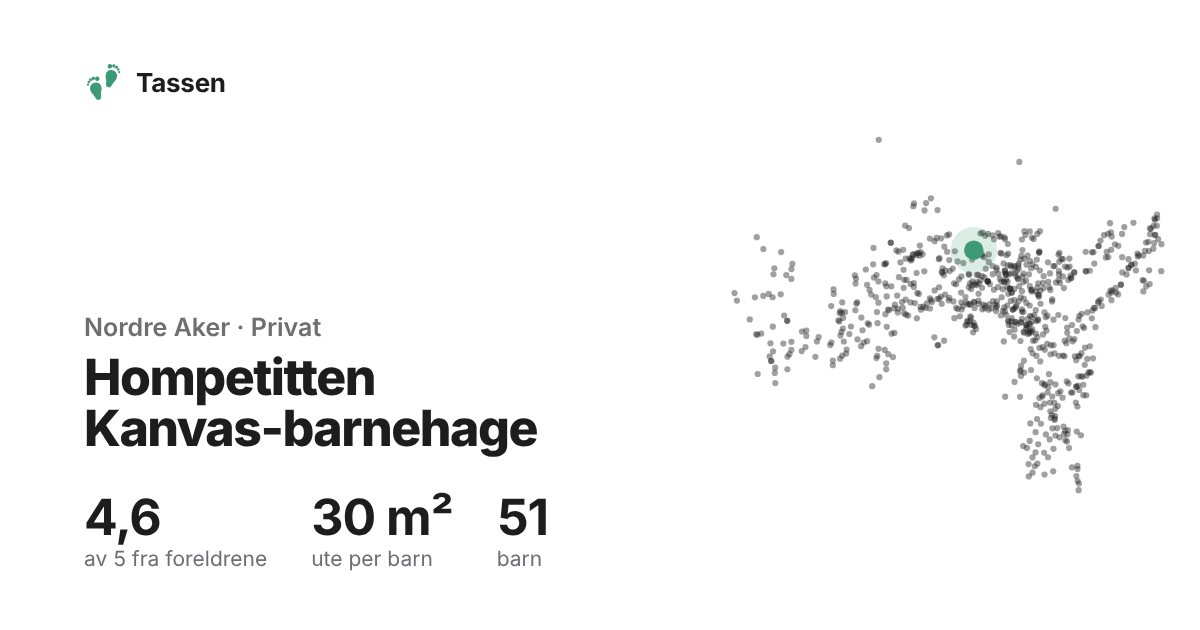 Tassen
Nordre Aker · Privat
Hompetitten
Kanvas-barnehage
4,6 30 m² 51
av 5 fra foreldrene ute per barn barn